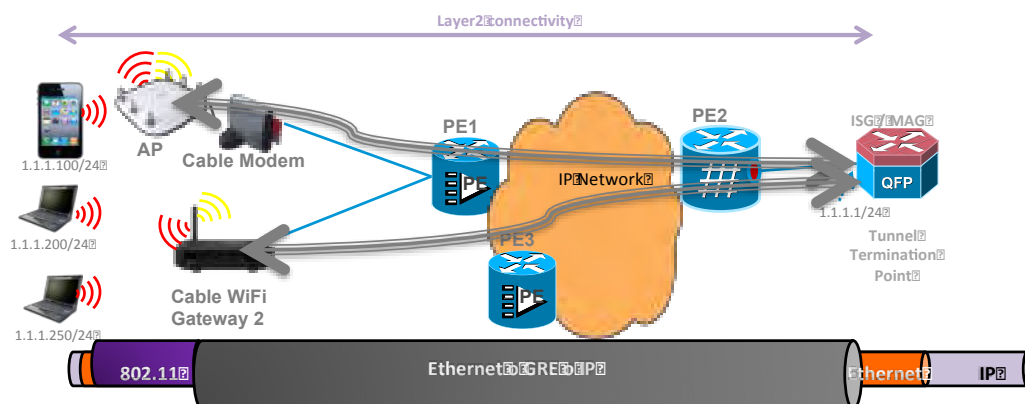 Layer2 connectivity
ISG / MAG
PE1
PE2
AP
Cable Modem
1.1.1.100/24
PE
IP Network
QFP
1.1.1.1/24
1.1.1.200/24
PE3
Tunnel
Termination
Point
PE
Cable WiFi
Gateway 2
1.1.1.250/24
802.11
Ethernet o GRE o IP
Ethernet
IP